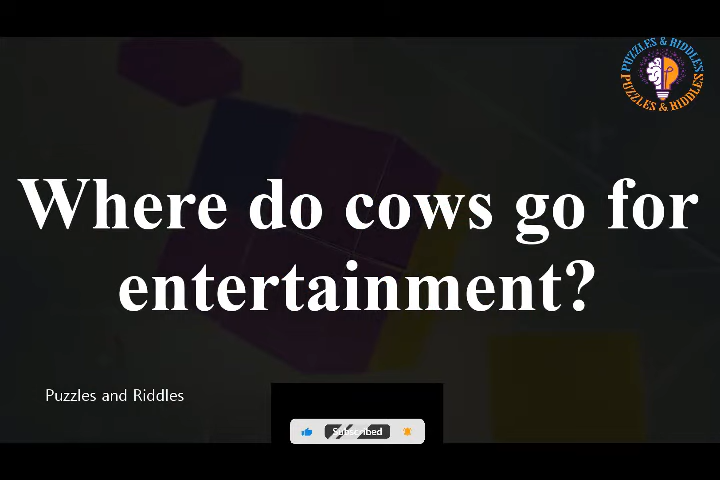 PUZZLES & RIDDLES
PUZZLES & RIDDLES
Where do cows go for
entertainment?
Puzzles and Riddles
Subscribed